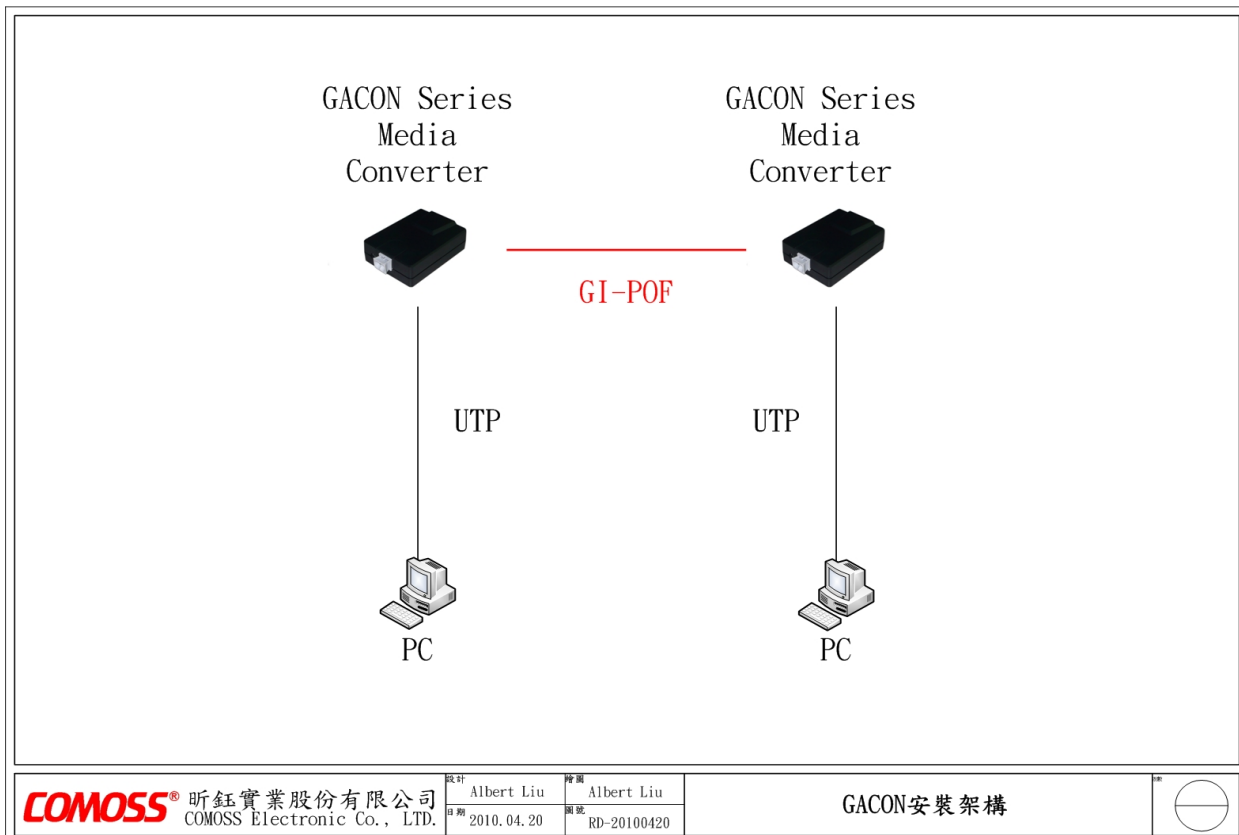 GACON Series
Media
Converter
GACON Series
Media
Converter
GI-POF
UTP
UTP
PC
PC
COMOSS® 昕鈺實業股份有限公司
COMOSS Electronic Co., LTD.
設計
Albert Liu
繪圖
Albert Liu
日期
2010.04.20
圖號
RD-20100420
GACON安裝架構